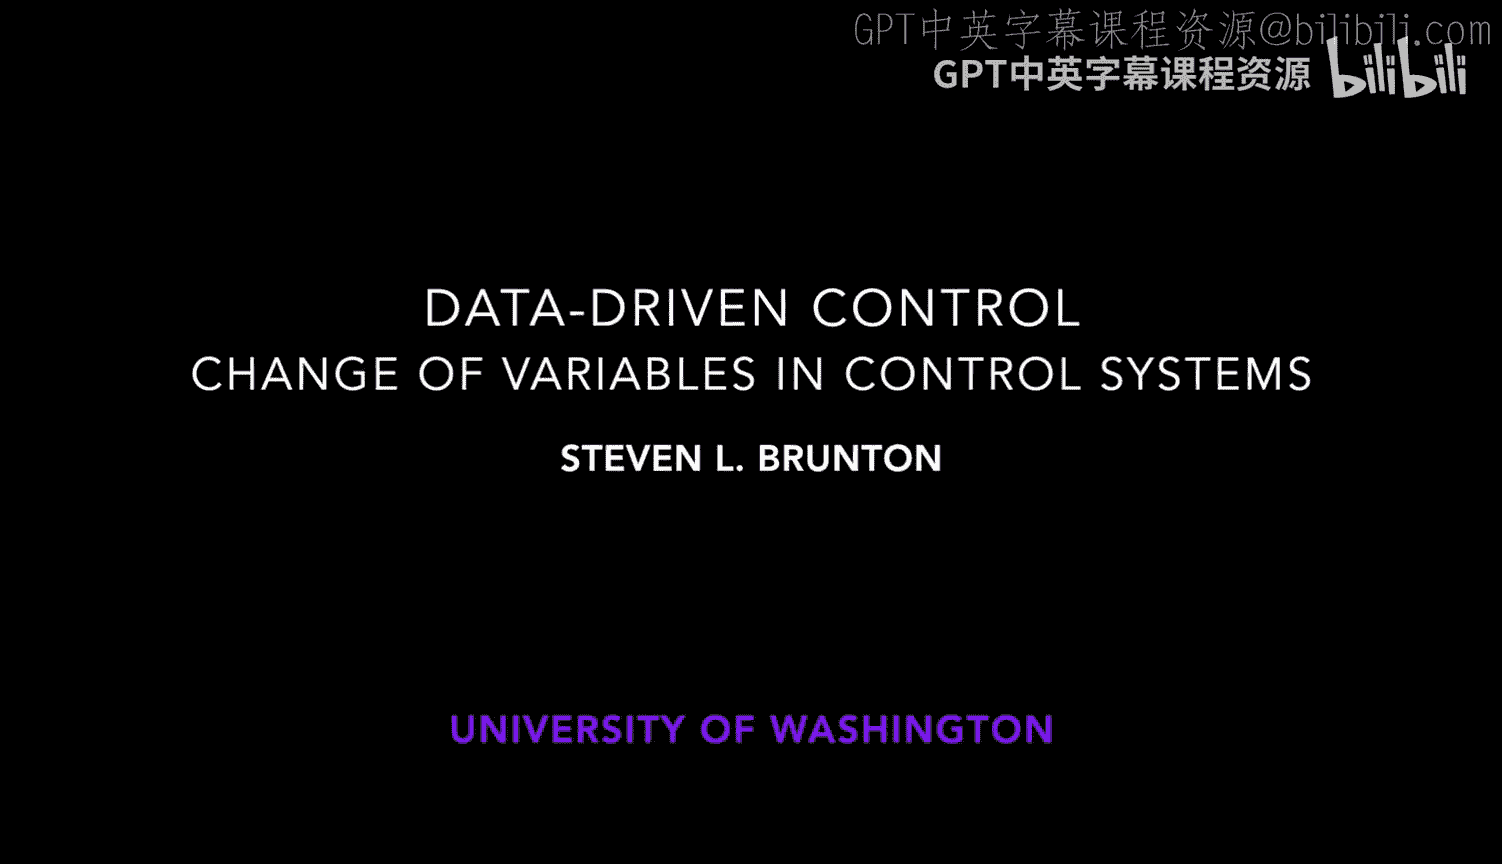 GPT中英字幕课程资源@bilibili.com
GPT中英字幕课程资源 bilibili
DATA-DRIVEN CONTROL
CHANGE OF VARIABLES IN CONTROL SYSTEMS
STEVEN L. BRUNTON
UNIVERSITY OF WASHINGTON